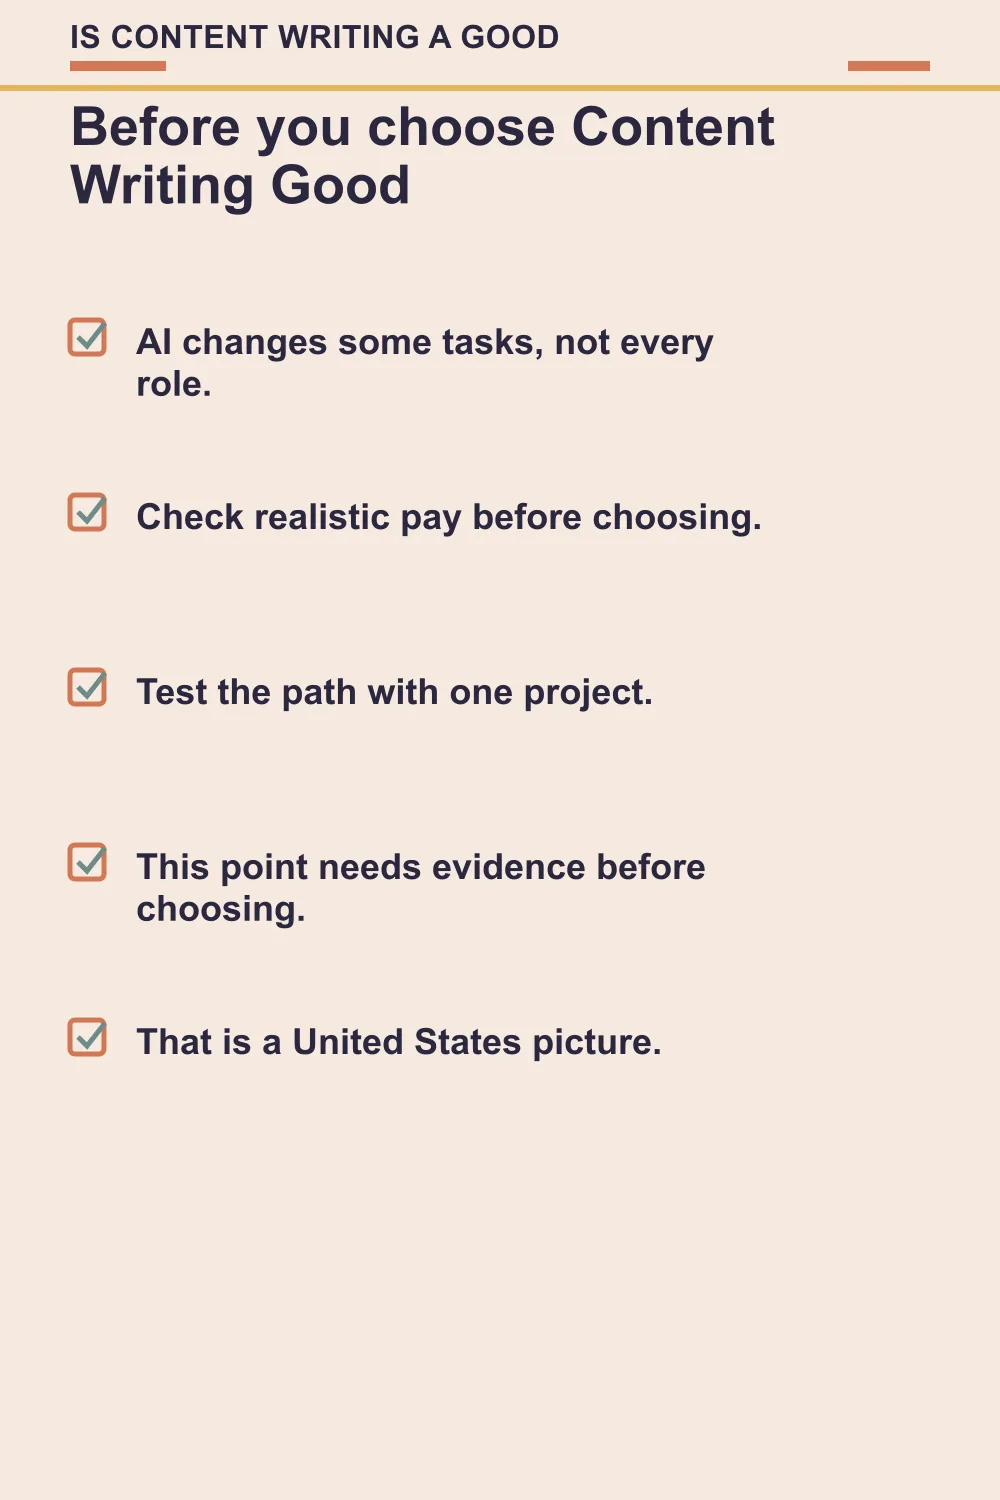 IS CONTENT WRITING A GOOD
Before you choose Content
Writing Good
AI changes some tasks, not every
role.
Check realistic pay before choosing.
Test the path with one project.
This point needs evidence before
choosing.
That is a United States picture.